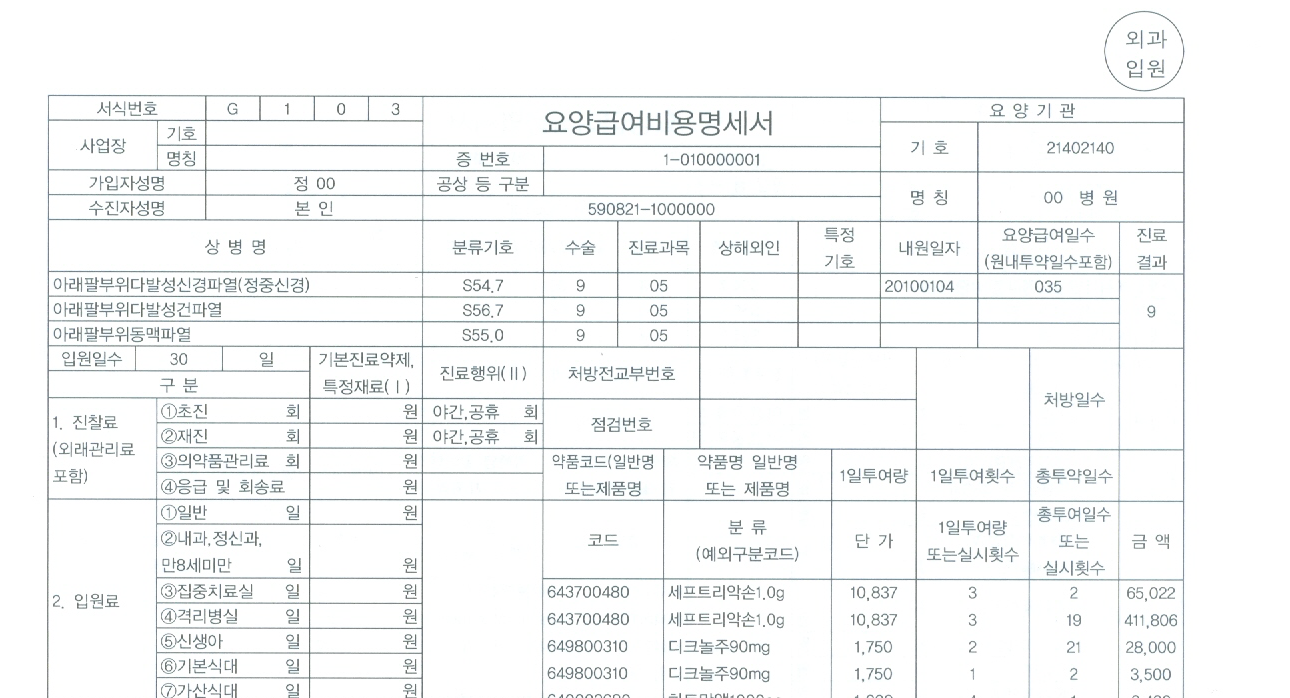 외과
입원
서식번호 G 1 0 3
요양급여비용명세서
요 양 기 관
사업장
기호
명칭
증 번호 1-010000001
기 호 21402140
가입자성명 정 00 공상 등 구분
명 칭 00 병 원
수진자성명 본 인 590821-1000000
상 병 명 분류기호 수술 진료과목 상해외인 특정 기호 내원일자 요양급여일수 (원내투약일수포함) 진료 결과
아래팔부위다발성신경파열(정중신경) S54.7 9 05 20100104 035
아래팔부위다발성건파열 S56.7 9 05 9
아래팔부위동맥파열 S55.0 9 05
입원일수 30 일
구 분
기본진료약제,
특정재료(Ⅰ)
진료행위(Ⅱ)
처방전교부번호
처방일수
점검번호
1. 진찰료
(외래관리료
포함)
①초진 회 원 야간,공휴 회
②재진 회 원 야간,공휴 회
③의약품관리료 회 원
④응급 및 회송료 원
약품코드(일반명
또는제품명
약품명 일반명
또는 제품명
1일투여량
1일투여횟수
총투약일수
2. 입원료
①일반 일 원
②내과,정신과,
만8세미만 일 원
③집중치료실 일 원
④격리병실 일 원
⑤신생아 일 원
⑥기본식대 일 원
⑦가산식대 일 원
코드
분 류
(예외구분코드)
단 가
1일투여량
또는실시횟수
총투여일수
또는
실시횟수
금 액
643700480 세프트리악손1.0g 10,837 3 2 65,022
643700480 세프트리악손1.0g 10,837 3 19 411,806
649800310 디크놀주90mg 1,750 2 21 28,000
649800310 디크놀주90mg 1,750 1 2 3,500